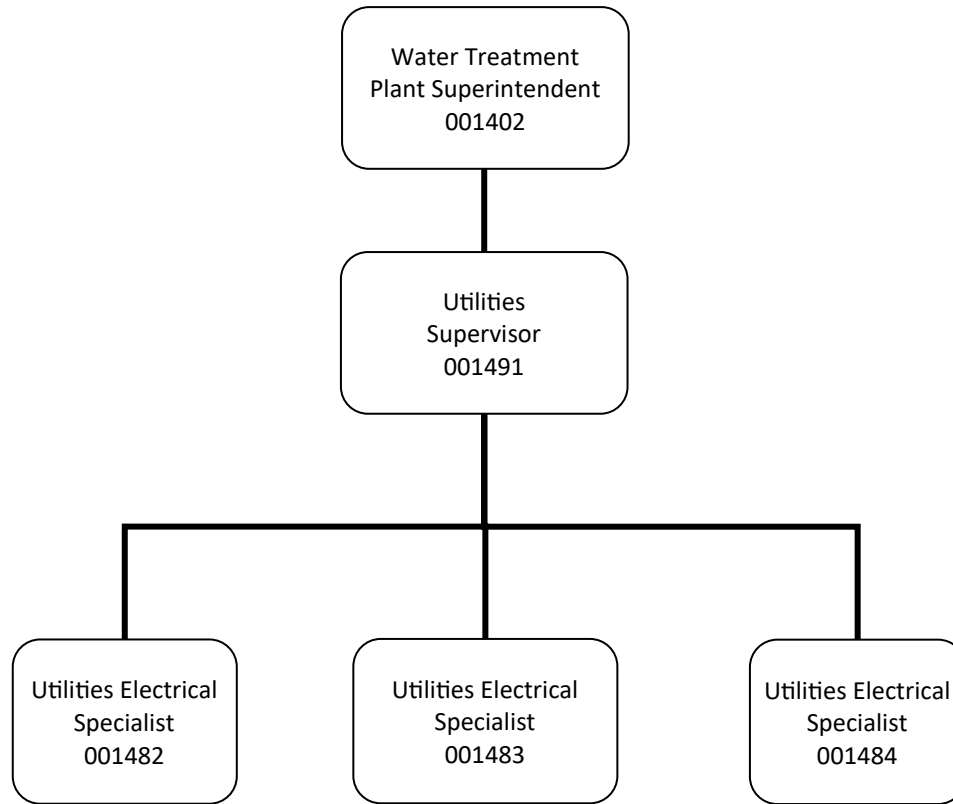 Water Treatment
Plant Superintendent
001402
Utilities
Supervisor
001491
Utilities Electrical
Specialist
001482
Utilities Electrical
Specialist
001483
Utilities Electrical
Specialist
001484